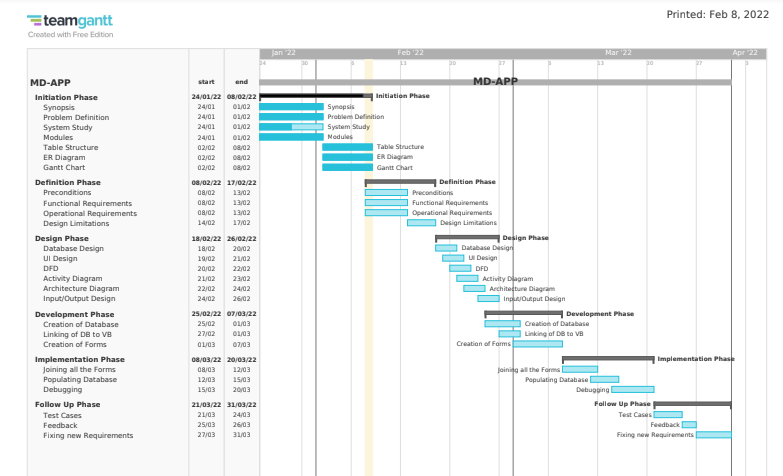 teamgantt
Created with Free Edition
Printed: Feb 8, 2022
Jan '22 Feb '22 Mar '22 Apr '22
24 30 6 13 20 27 6 13 20 27 3
MD-APP start end MD-APP
Initiation Phase 24/01/22 08/02/22 Initiation Phase
Synopsis 24/01 01/02 Synopsis
Problem Definition 24/01 01/02 Problem Definition
System Study 24/01 01/02 System Study
Modules 24/01 01/02 Modules
Table Structure 02/02 08/02 Table Structure
ER Diagram 02/02 08/02 ER Diagram
Gantt Chart 02/02 08/02 Gantt Chart
Definition Phase 08/02/22 17/02/22 Definition Phase
Preconditions 08/02 13/02 Preconditions
Functional Requirements 08/02 13/02 Functional Requirements
Operational Requirements 08/02 13/02 Operational Requirements
Design Limitations 14/02 17/02 Design Limitations
Design Phase 18/02/22 26/02/22 Design Phase
Database Design 18/02 20/02 Database Design
UI Design 19/02 21/02 UI Design
DFD 20/02 22/02 DFD
Activity Diagram 21/02 23/02 Activity Diagram
Architecture Diagram 22/02 24/02 Architecture Diagram
Input/Output Design 24/02 26/02 Input/Output Design
Development Phase 25/02/22 07/03/22 Development Phase
Creation of Database 25/02 01/03 Creation of Database
Linking of DB to VB 27/02 01/03 Linking of DB to VB
Creation of Forms 01/03 07/03 Creation of Forms
Implementation Phase 08/03/22 20/03/22 Implementation Phase
Joining all the Forms 08/03 12/03 Joining all the Forms
Populating Database 12/03 15/03 Populating Database
Debugging 15/03 20/03 Debugging
Follow Up Phase 21/03/22 31/03/22 Follow Up Phase
Test Cases 21/03 24/03 Test Cases
Feedback 25/03 26/03 Feedback
Fixing new Requirements 27/03 31/03 Fixing new Requirements